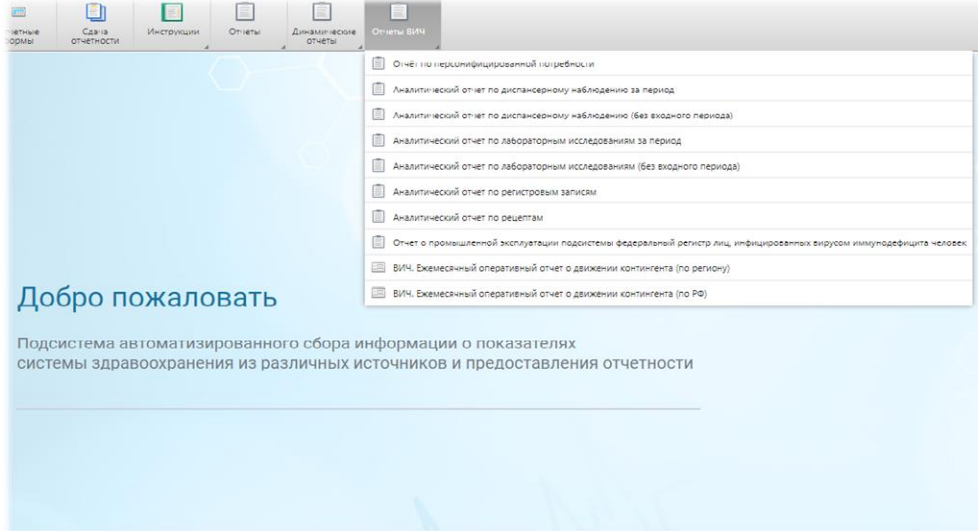 четные
Сдача
Инструкции
Отчеты
Динамические
Отчеты ВИЧ
ормы
отчетности
отчеты
Отчёт по персонифицированной потребности
Аналитический отчет по диспансерному наблюдению за период
Аналитический отчет по диспансерному наблюдению (без входного периода)
Аналитический отчет по лабораторным исследованиям за период
Аналитический отчет по лабораторным исследованиям (без входного периода)
Аналитический отчет по регистровым записям
Аналитический отчет по рецептам
Отчет о промышленной эксплуатации подсистемы федеральный регистр лиц, инфицированных вирусом иммунодефицита человек
ВИЧ. Ежемесячный оперативный отчет о движении контингента (по региону)
ВИЧ. Ежемесячный оперативный отчет о движении контингента (по РФ)
Добро пожаловать
Подсистема автоматизированного сбора информации о показателях
системы здравоохранения из различных источников и предоставления отчетности